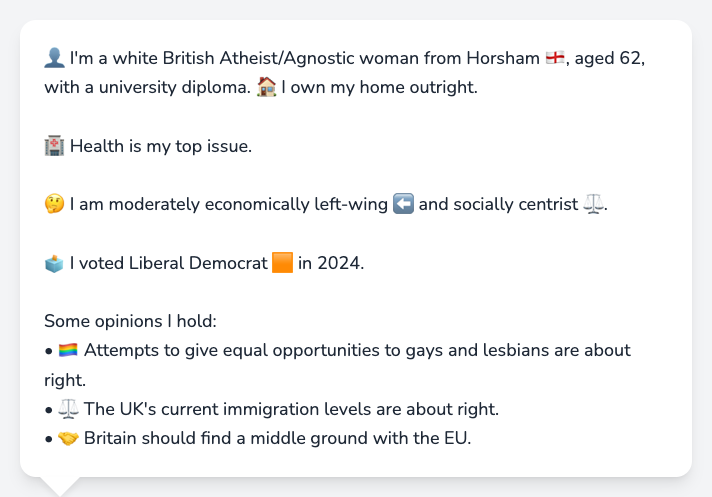 👤 I'm a white British Atheist/Agnostic woman from Horsham 🏴󠁧󠁢󠁥󠁮󠁧󠁿, aged 62,
with a university diploma. 🏠 I own my home outright.
🏥 Health is my top issue.
🤔 I am moderately economically left-wing ⬅️ and socially centrist ⚖️.
🗳️ I voted Liberal Democrat 🟧 in 2024.
Some opinions I hold:
• 🏳️‍🌈 Attempts to give equal opportunities to gays and lesbians are about
right.
• ⚖️ The UK's current immigration levels are about right.
• 🤝 Britain should find a middle ground with the EU.